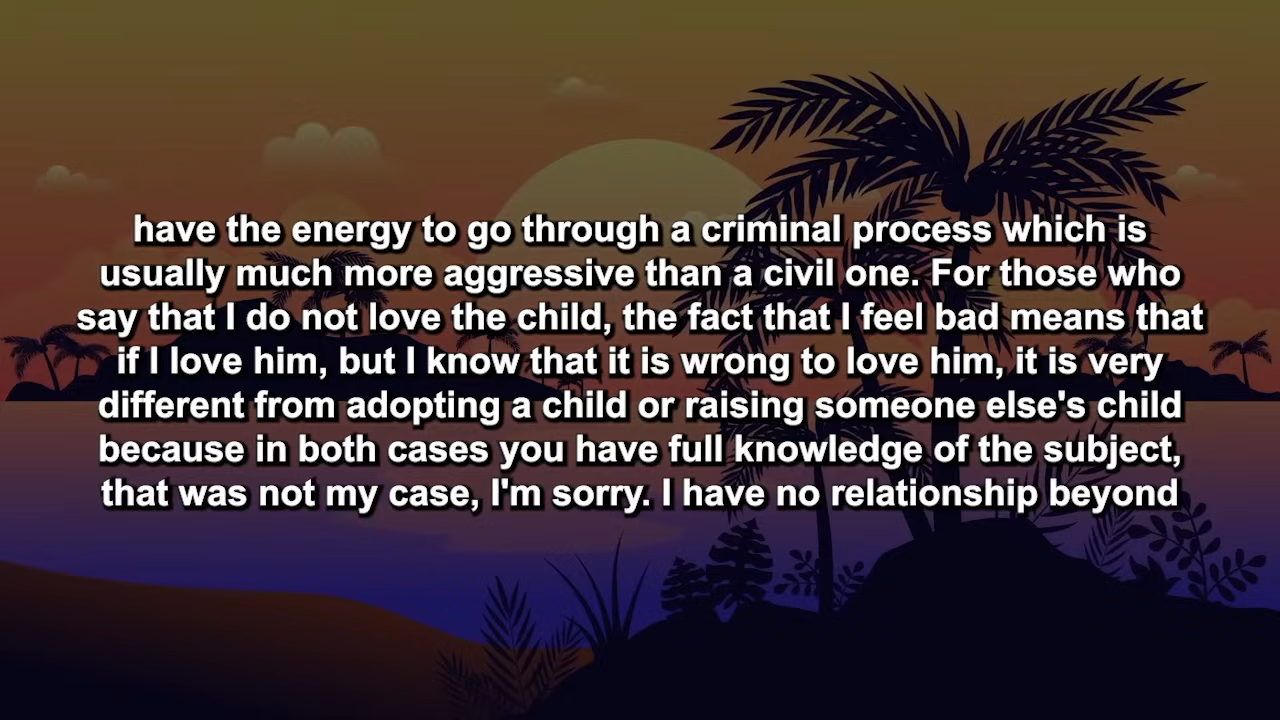 have the energy to go through a criminal process which is
usually much more aggressive than a civil one. For those who
say that I do not love the child, the fact that I feel bad means that
if I love him, but I know that it is wrong to love him, it is very
different from adopting a child or raising someone else's child
because in both cases you have full knowledge of the subject,
that was not my case, I'm sorry. I have no relationship beyond